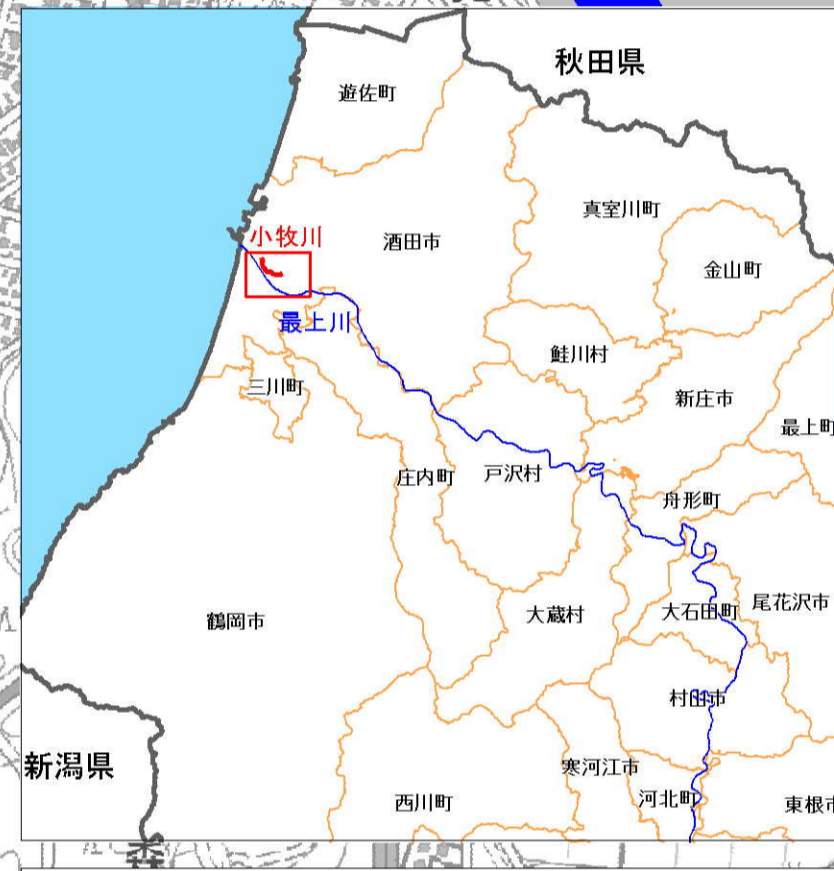 秋田県
遊佐町
真室川町
小牧川
酒田市
金山町
最上川
鮭川村
三川町
新庄市
最上町
庄内町
戸沢村
舟形町
尾花沢市
鶴岡市
大蔵村
大石田町
村山市
新潟県
寒河江市
西川町
河北町
東根市